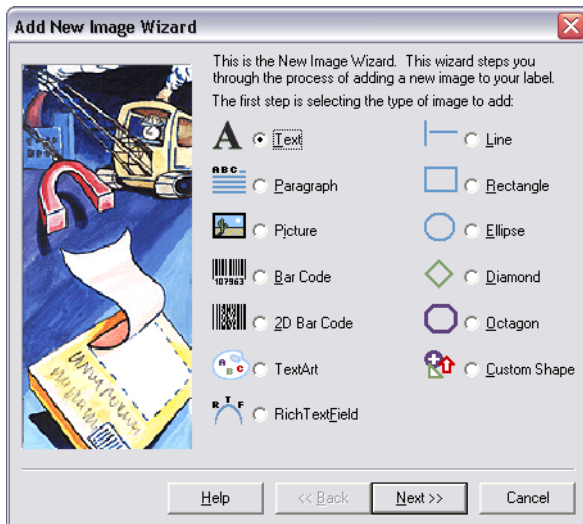 Add New Image Wizard
This is the New Image Wizard. This wizard steps you
through the process of adding a new image to your label.
The first step is selecting the type of image to add:
A Text
Line
ABC Paragraph
Rectangle
Picture
Ellipse
107963 Bar Code
Diamond
2D Bar Code
Octagon
A B C TextArt
Custom Shape
R T F RichTextField
Help
<< Back
Next >>
Cancel